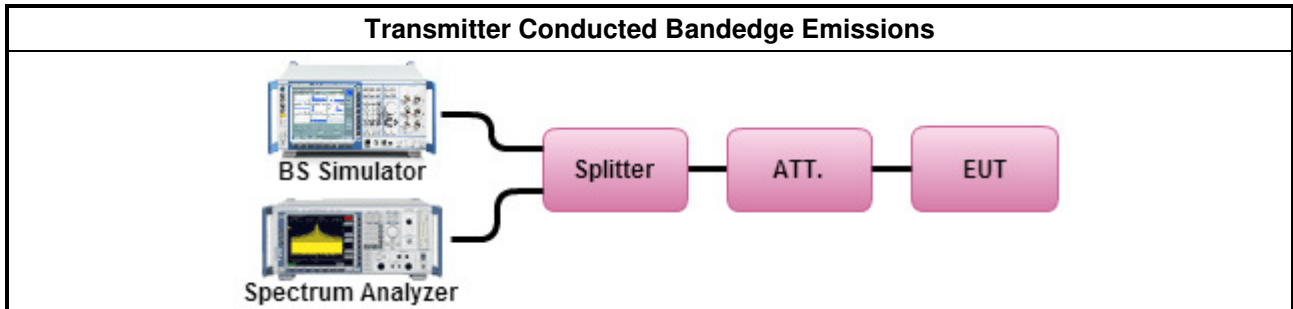 Transmitter Conducted Bandedge Emissions
BS Simulator
Splitter
ATT.
EUT
Spectrum Analyzer